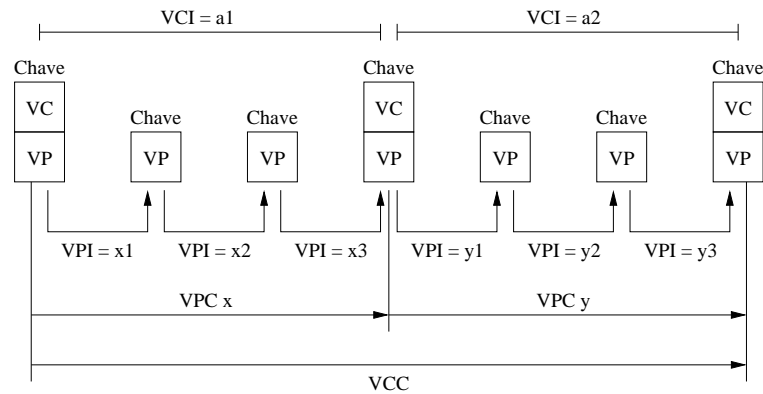 VCI = a1 VCI = a2
Chave Chave Chave
VC VC VC
Chave Chave Chave Chave
VP VP VP VP VP VP VP
VPI = x1 VPI = x2 VPI = x3 VPI = y1 VPI = y2 VPI = y3
VPC x VPC y
VCC